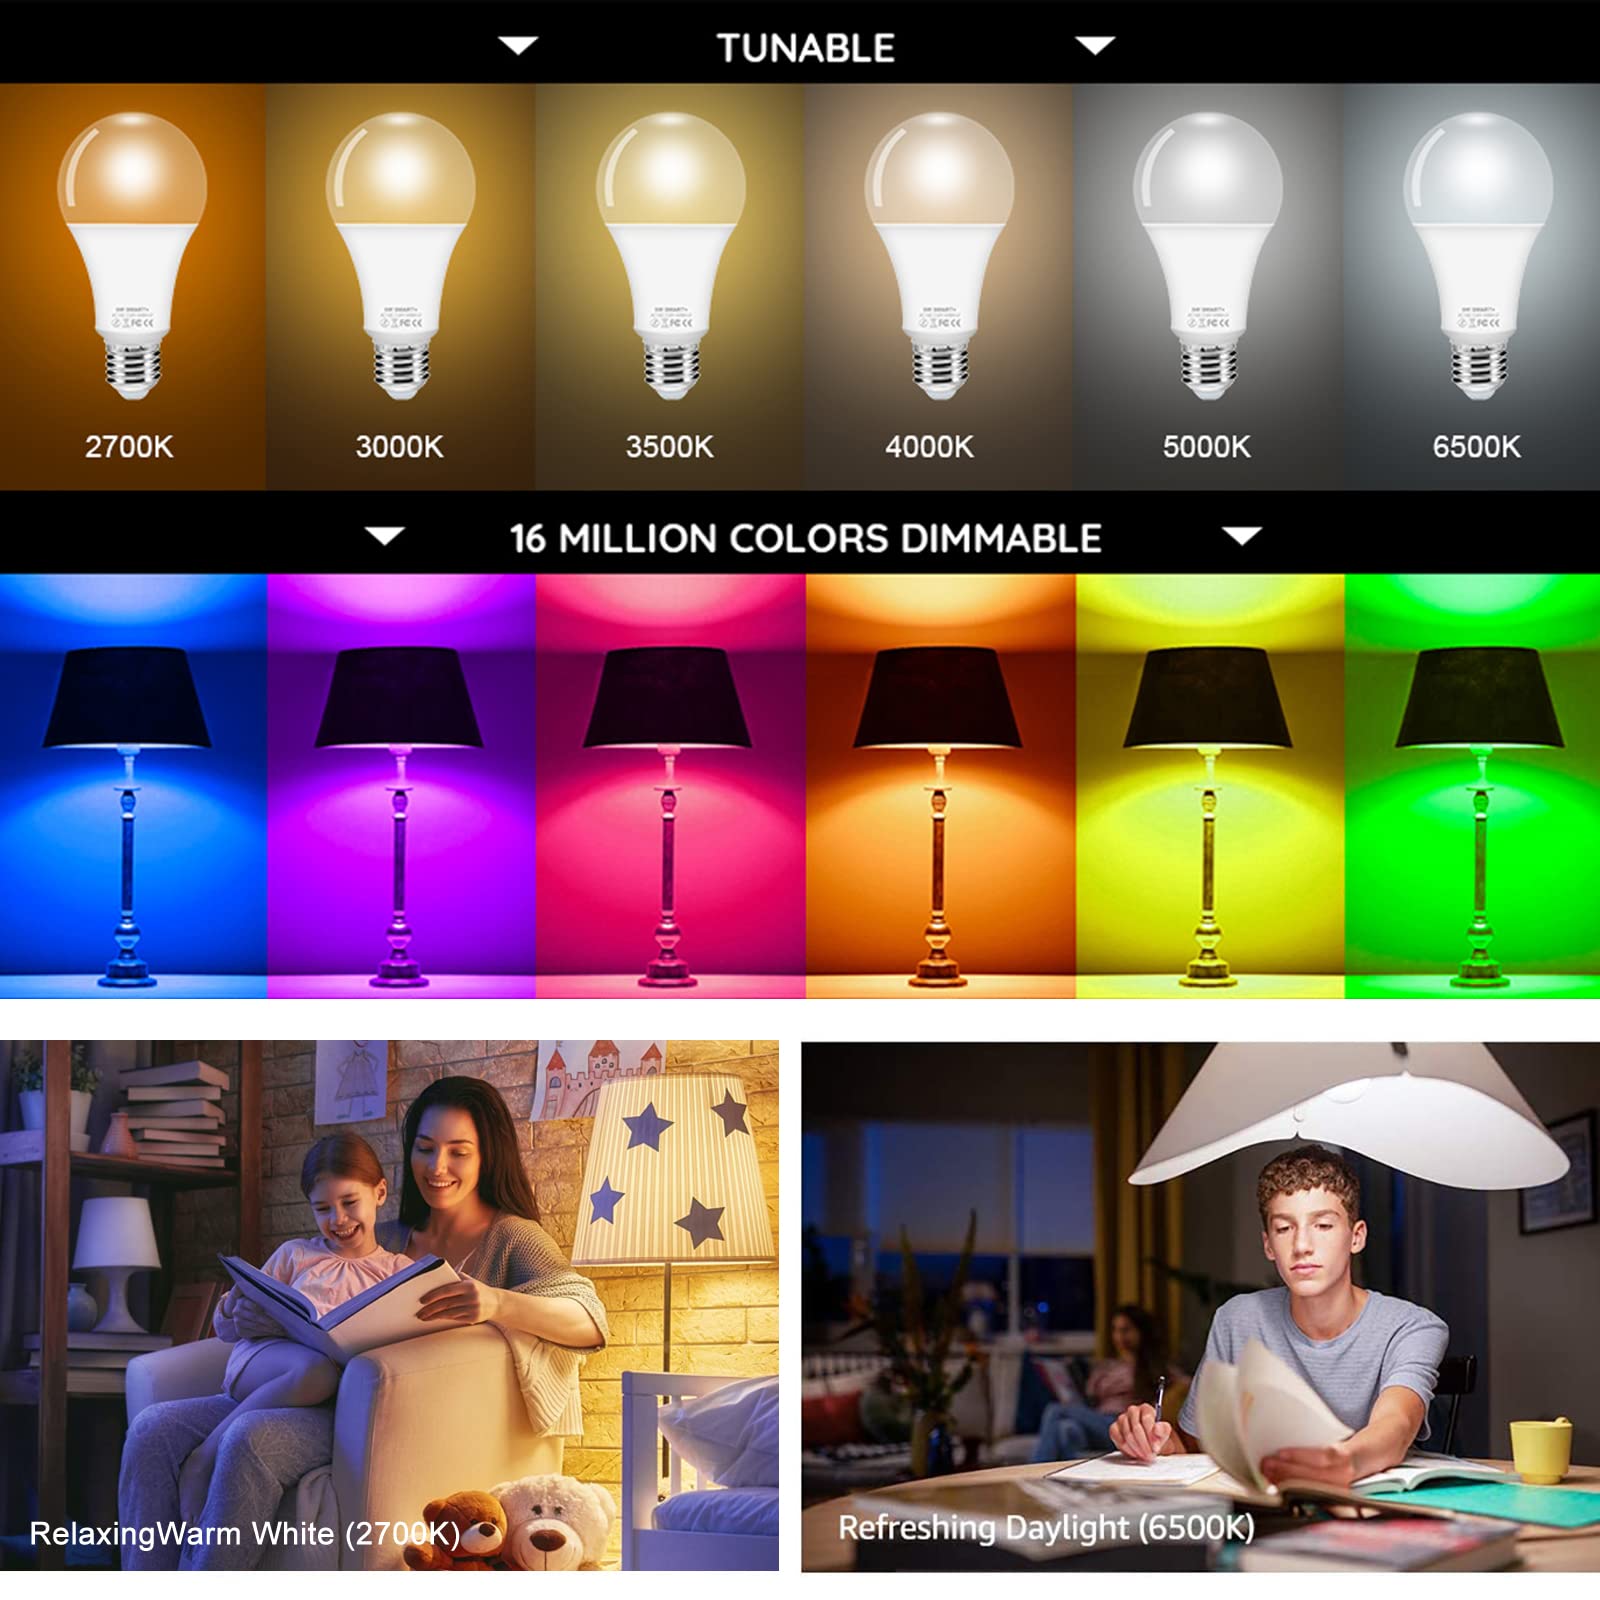 TUNABLE
2700K
3000K
3500K
4000K
5000K
6500K
16 MILLION COLORS DIMMABLE
RelaxingWarm White (2700K)
Refreshing Daylight (6500K)